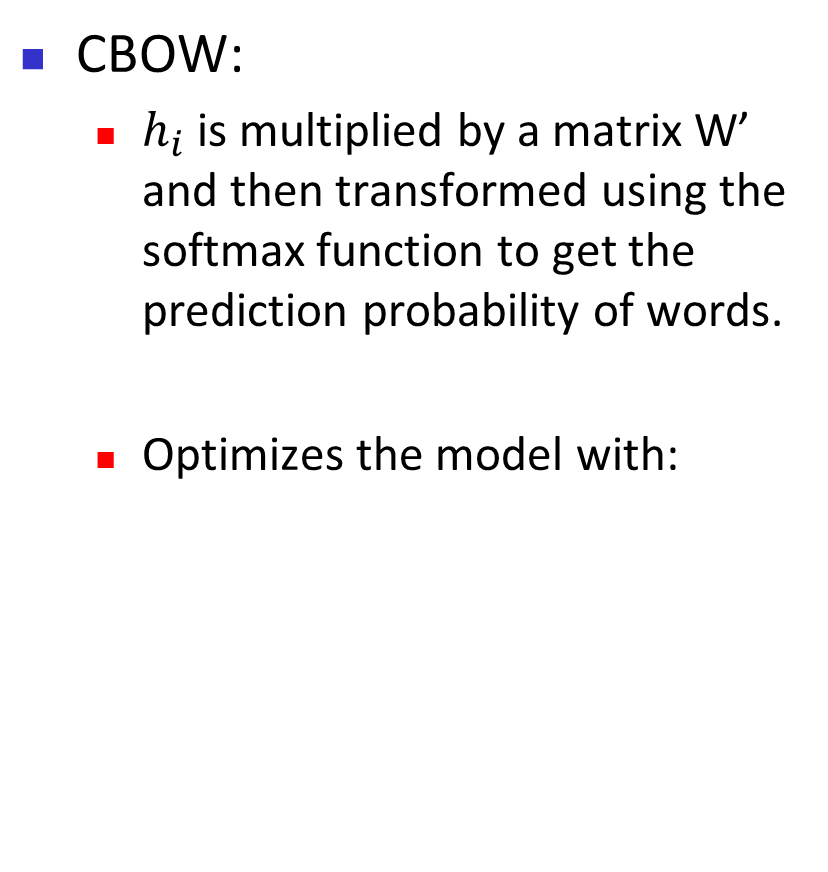 CBOW:
hᵢ is multiplied by a matrix W’
and then transformed using the
softmax function to get the
prediction probability of words.
Optimizes the model with: